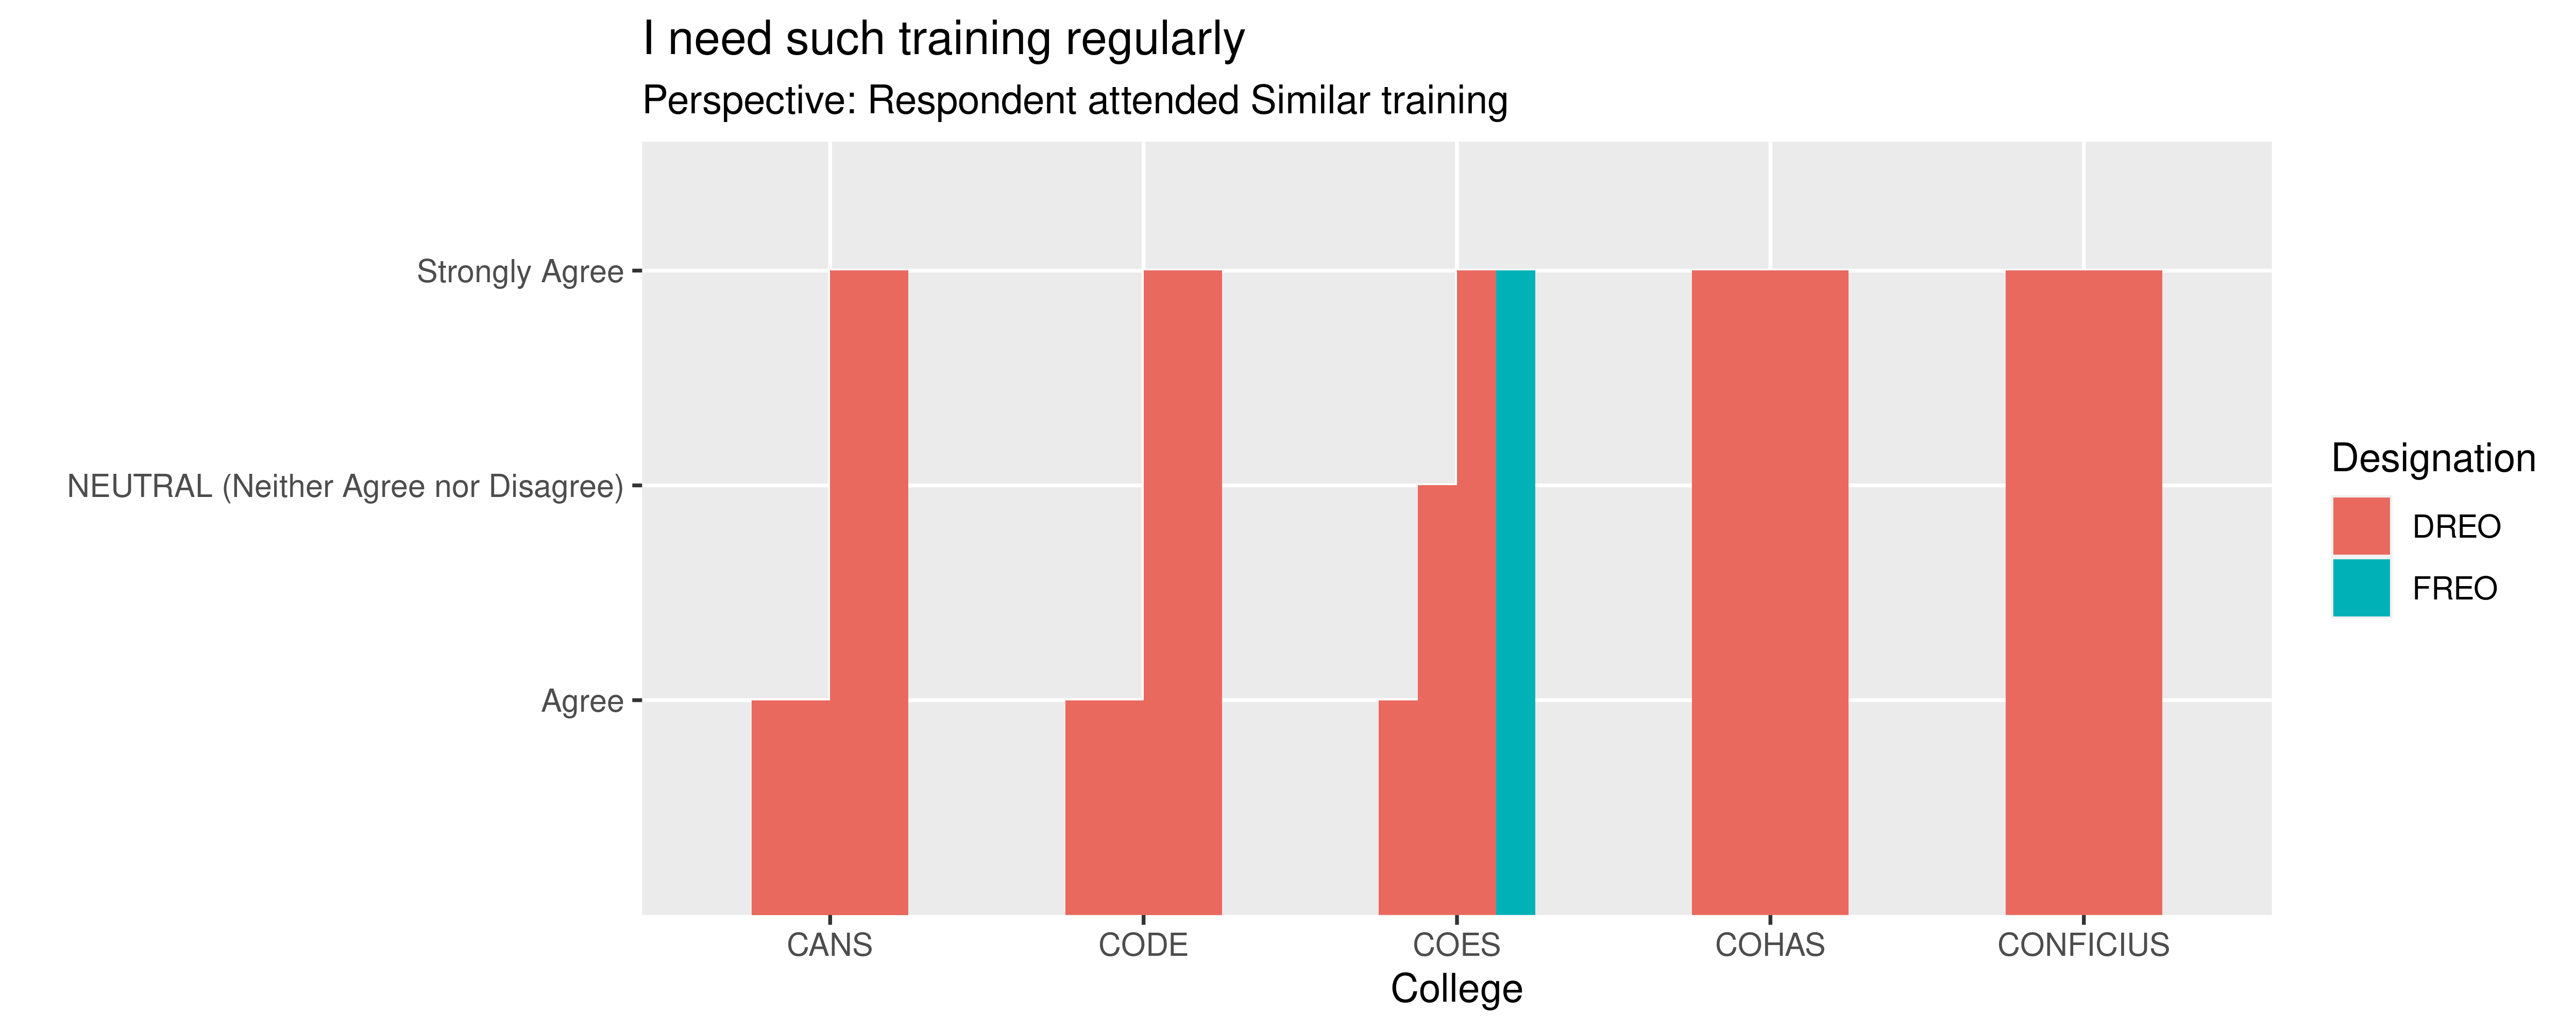 I need such training regularly
Perspective: Respondent attended Similar training
Strongly Agree
NEUTRAL (Neither Agree nor Disagree)
Agree
CANS
CODE
COES
COHAS
CONFICIUS
College
Designation
DREO
FREO